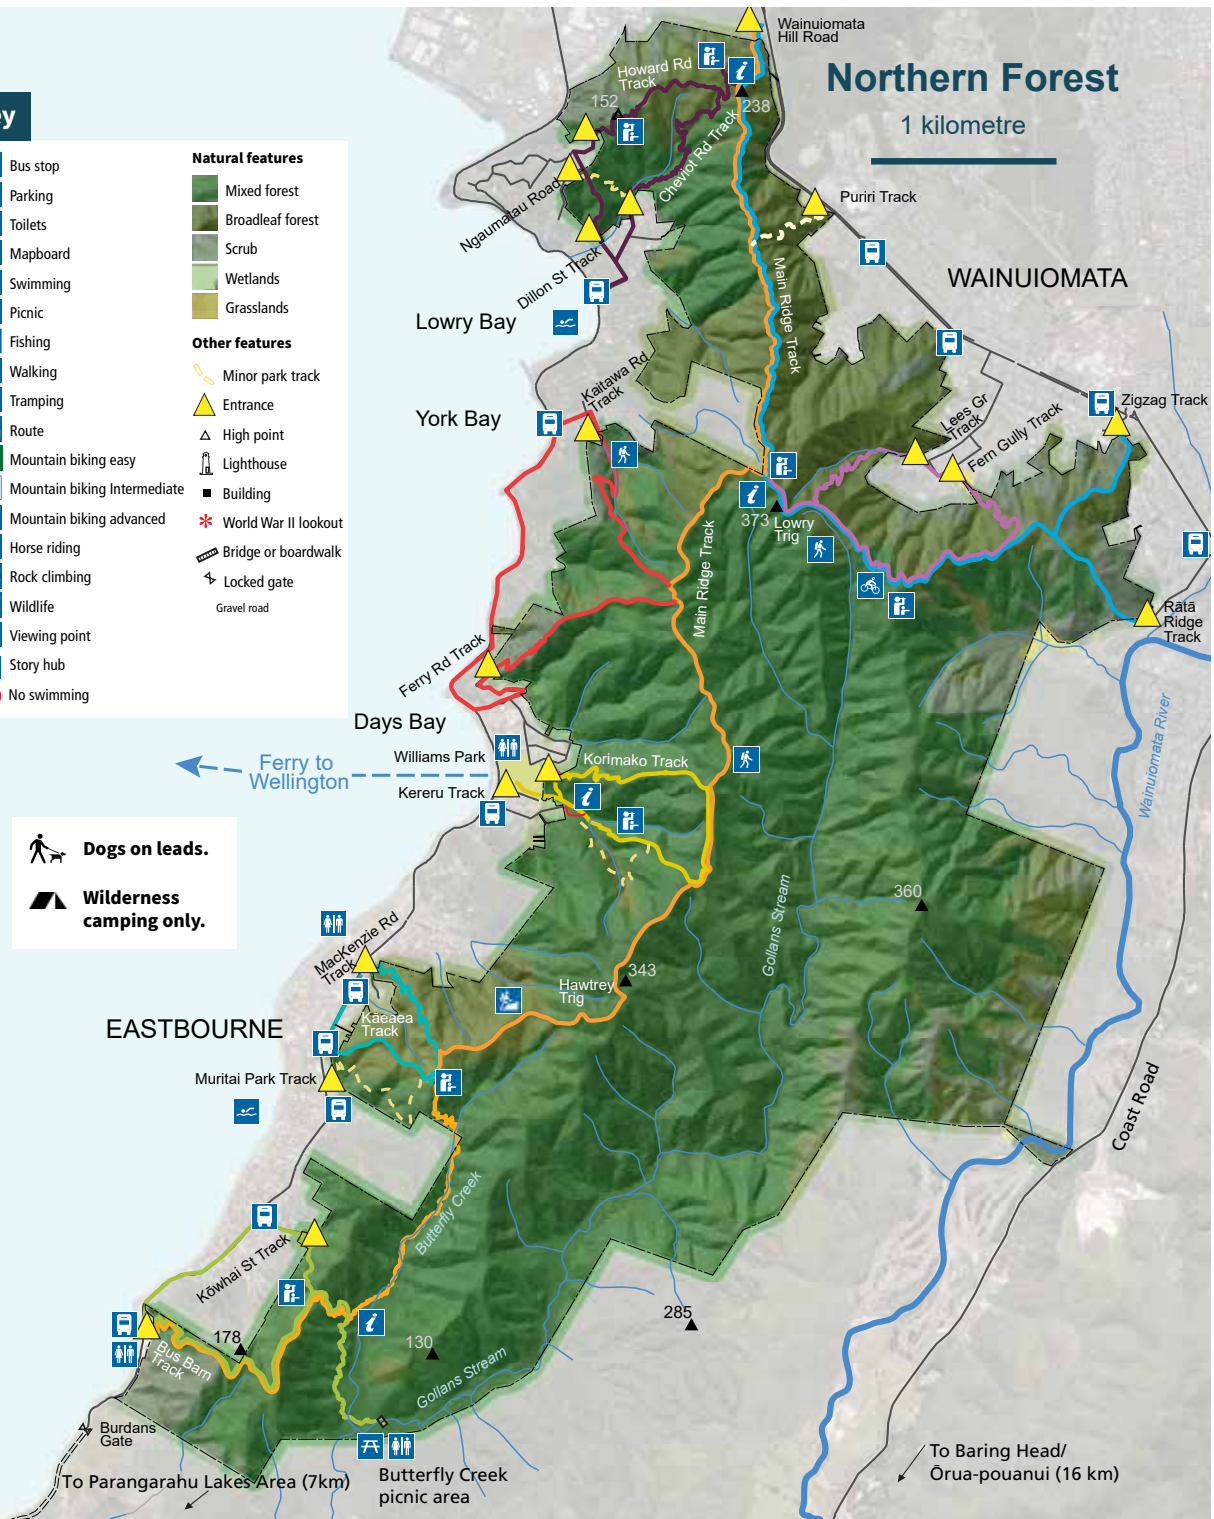 Wainuiomata
Hill Road
Northern Forest
1 kilometre
Howard Rd
Track
152
238
Cheviot Rd Track
Ngaumatau Road
Dillon St Track
Puriri Track
WAINUIOMATA
Main Ridge Track
Lowry Bay
Bus stop
Parking
Toilets
Mapboard
Swimming
Picnic
Fishing
Walking
Tramping
Route
Mountain biking easy
Mountain biking Intermediate
Mountain biking advanced
Horse riding
Rock climbing
Wildlife
Viewing point
Story hub
No swimming
Natural features
Mixed forest
Broadleaf forest
Scrub
Wetlands
Grasslands
Other features
Minor park track
Entrance
High point
Lighthouse
Building
World War II lookout
Bridge or boardwalk
Locked gate
Gravel road
York Bay
Kaitawa Rd
Track
Lees Gr
Track
Fern Gully Track
Zigzag Track
373
Lowry
Trig
Main Ridge Track
Rātā
Ridge
Track
Ferry Rd Track
Days Bay
Williams Park
Korimako Track
Kereru Track
Ferry to
Wellington
Wainuiomata River
Dogs on leads.
Wilderness
camping only.
Gollans Stream
360
MacKenzie Rd
Track
343
Hawtrey
Trig
EASTBOURNE
Kaeaea
Track
Muritai Park Track
Coast Road
Butterfly Creek
Kōwhai St Track
178
Bus Barn
Track
130
285
Gollans Stream
Burdans
Gate
To Parangarahu Lakes Area (7km)
Butterfly Creek
picnic area
To Baring Head/
Ōrua-pouanui (16 km)